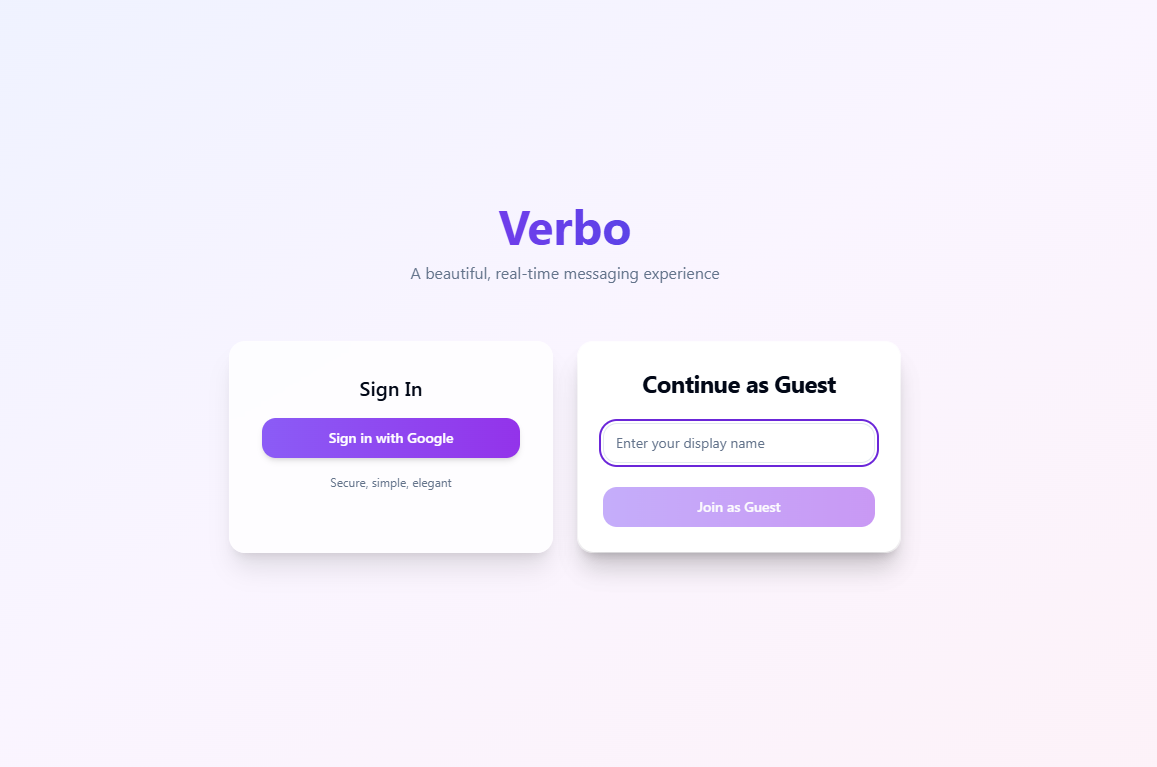 Verbo
A beautiful, real-time messaging experience
Sign In
Sign in with Google
Secure, simple, elegant
Continue as Guest
Enter your display name
Join as Guest